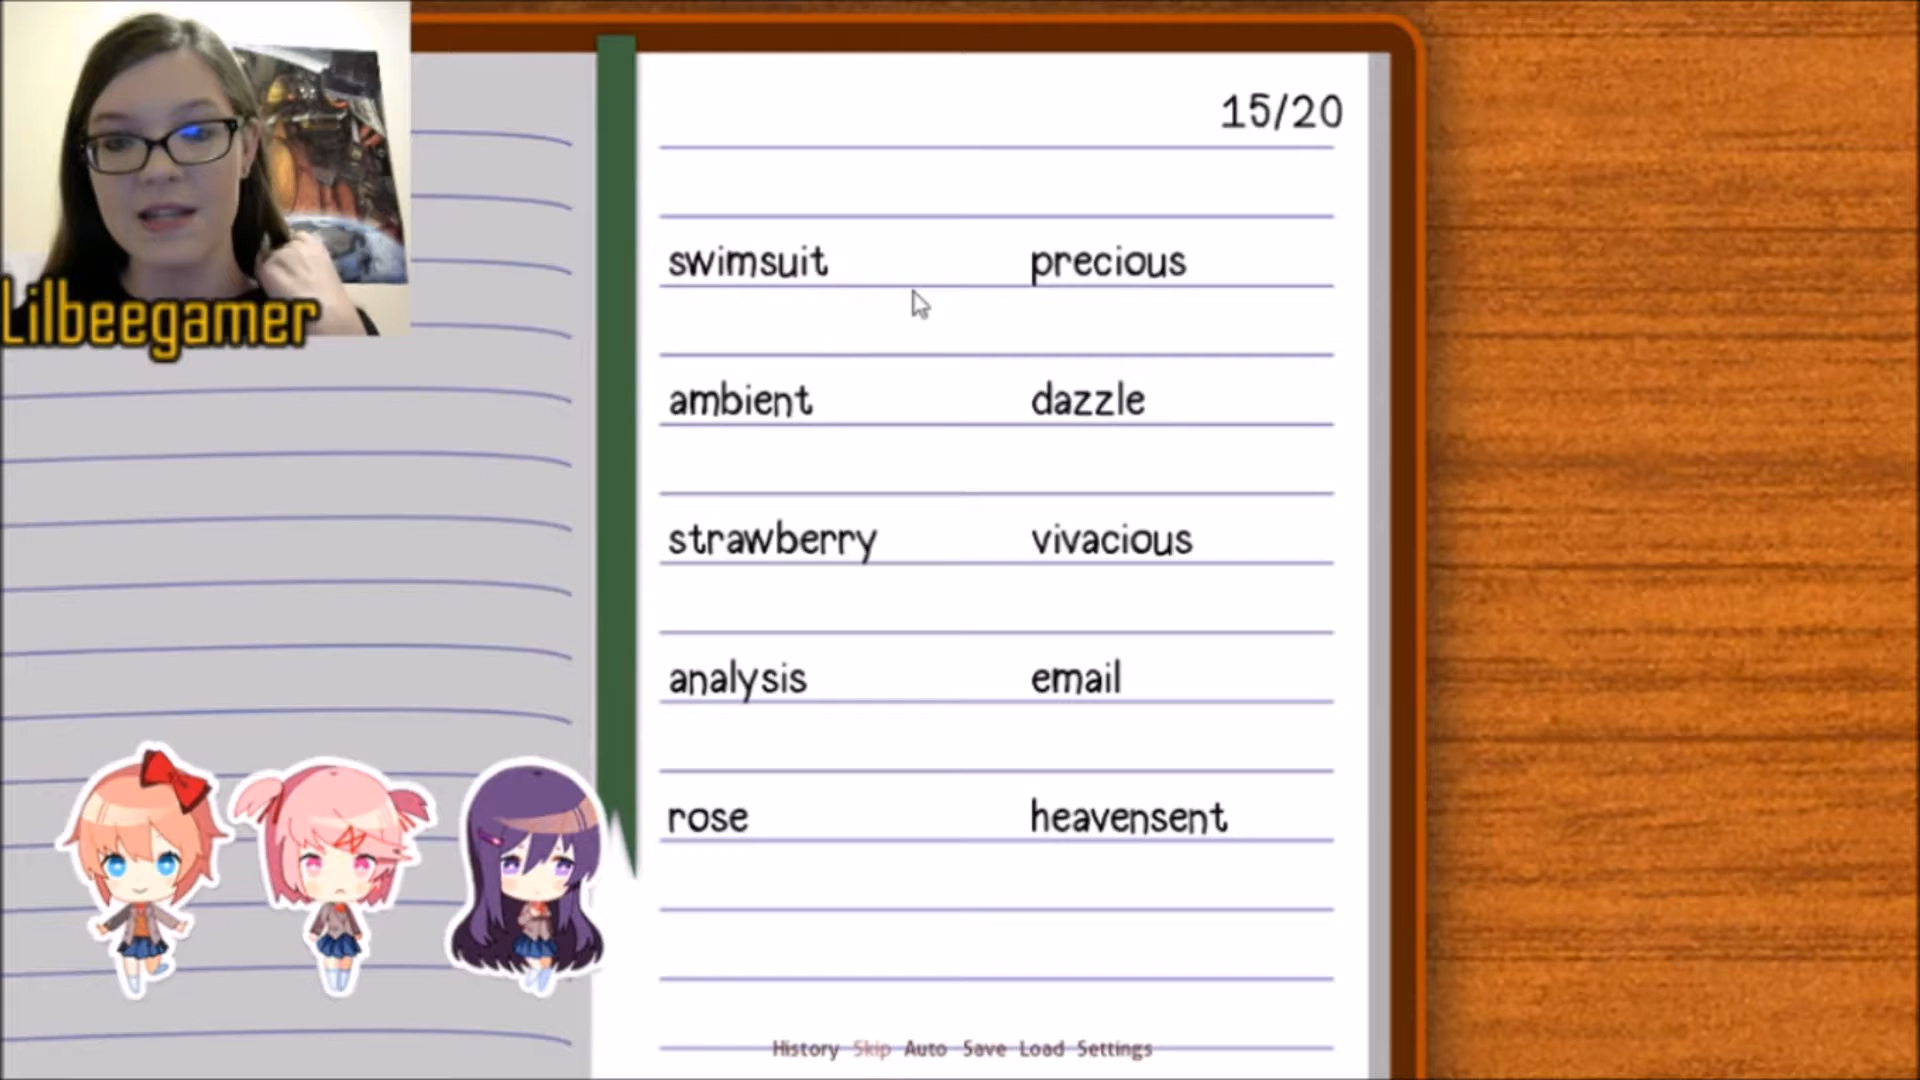 Lilbeegamer
15/20
swimsuit precious
ambient dazzle
strawberry vivacious
analysis email
rose heavensent
History Skip Auto Save Load Settings